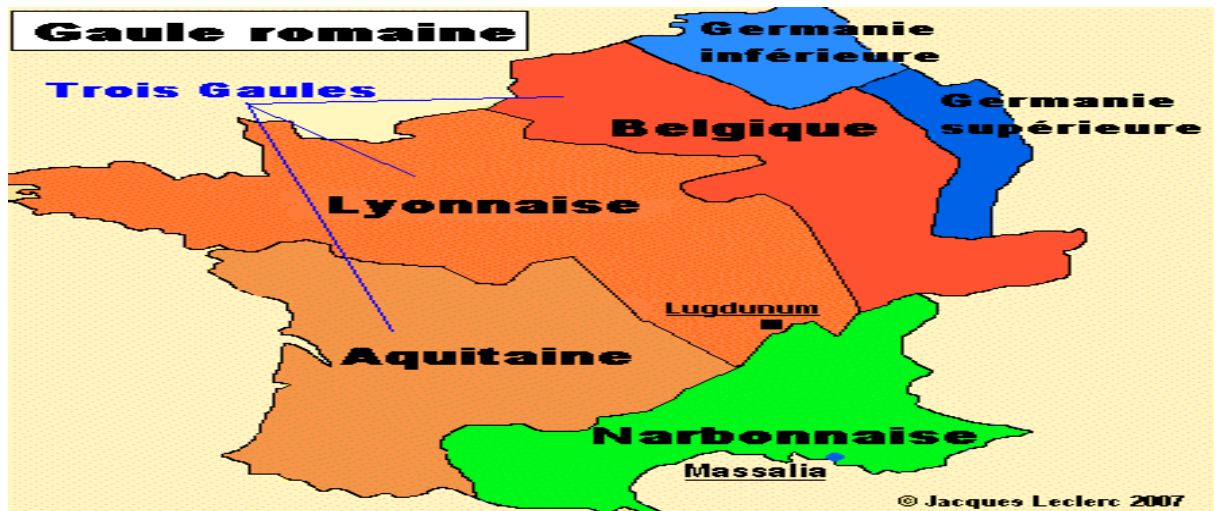 Gaule romaine
Germanie
inférieure
Trois Gaules
Germanie
supérieure
Belgique
Lyonnaise
Lugdunum
Aquitaine
Narbonnaise
Massalia
© Jacques Leclerc 2007